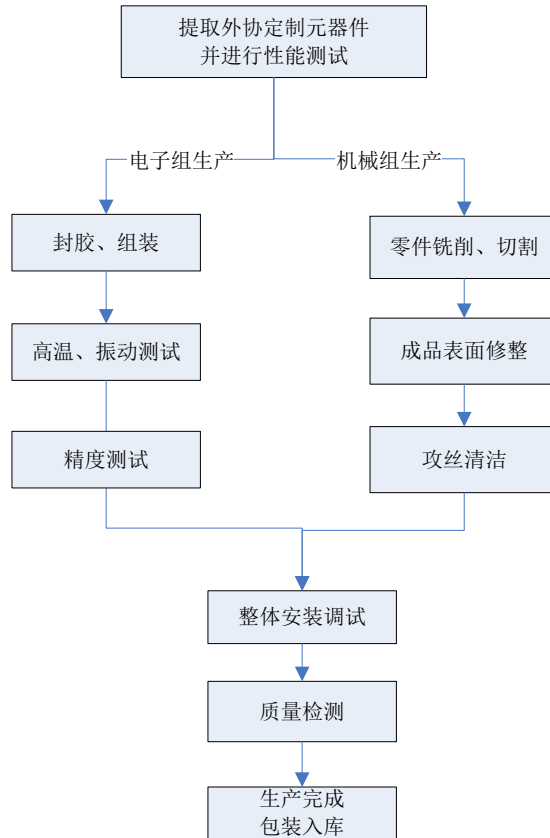 提取外协定制元器件
并进行性能测试
电子组生产
机械组生产
封胶、组装
零件铣削、切割
高温、振动测试
成品表面修整
精度测试
攻丝清洁
整体安装调试
质量检测
生产完成
包装入库